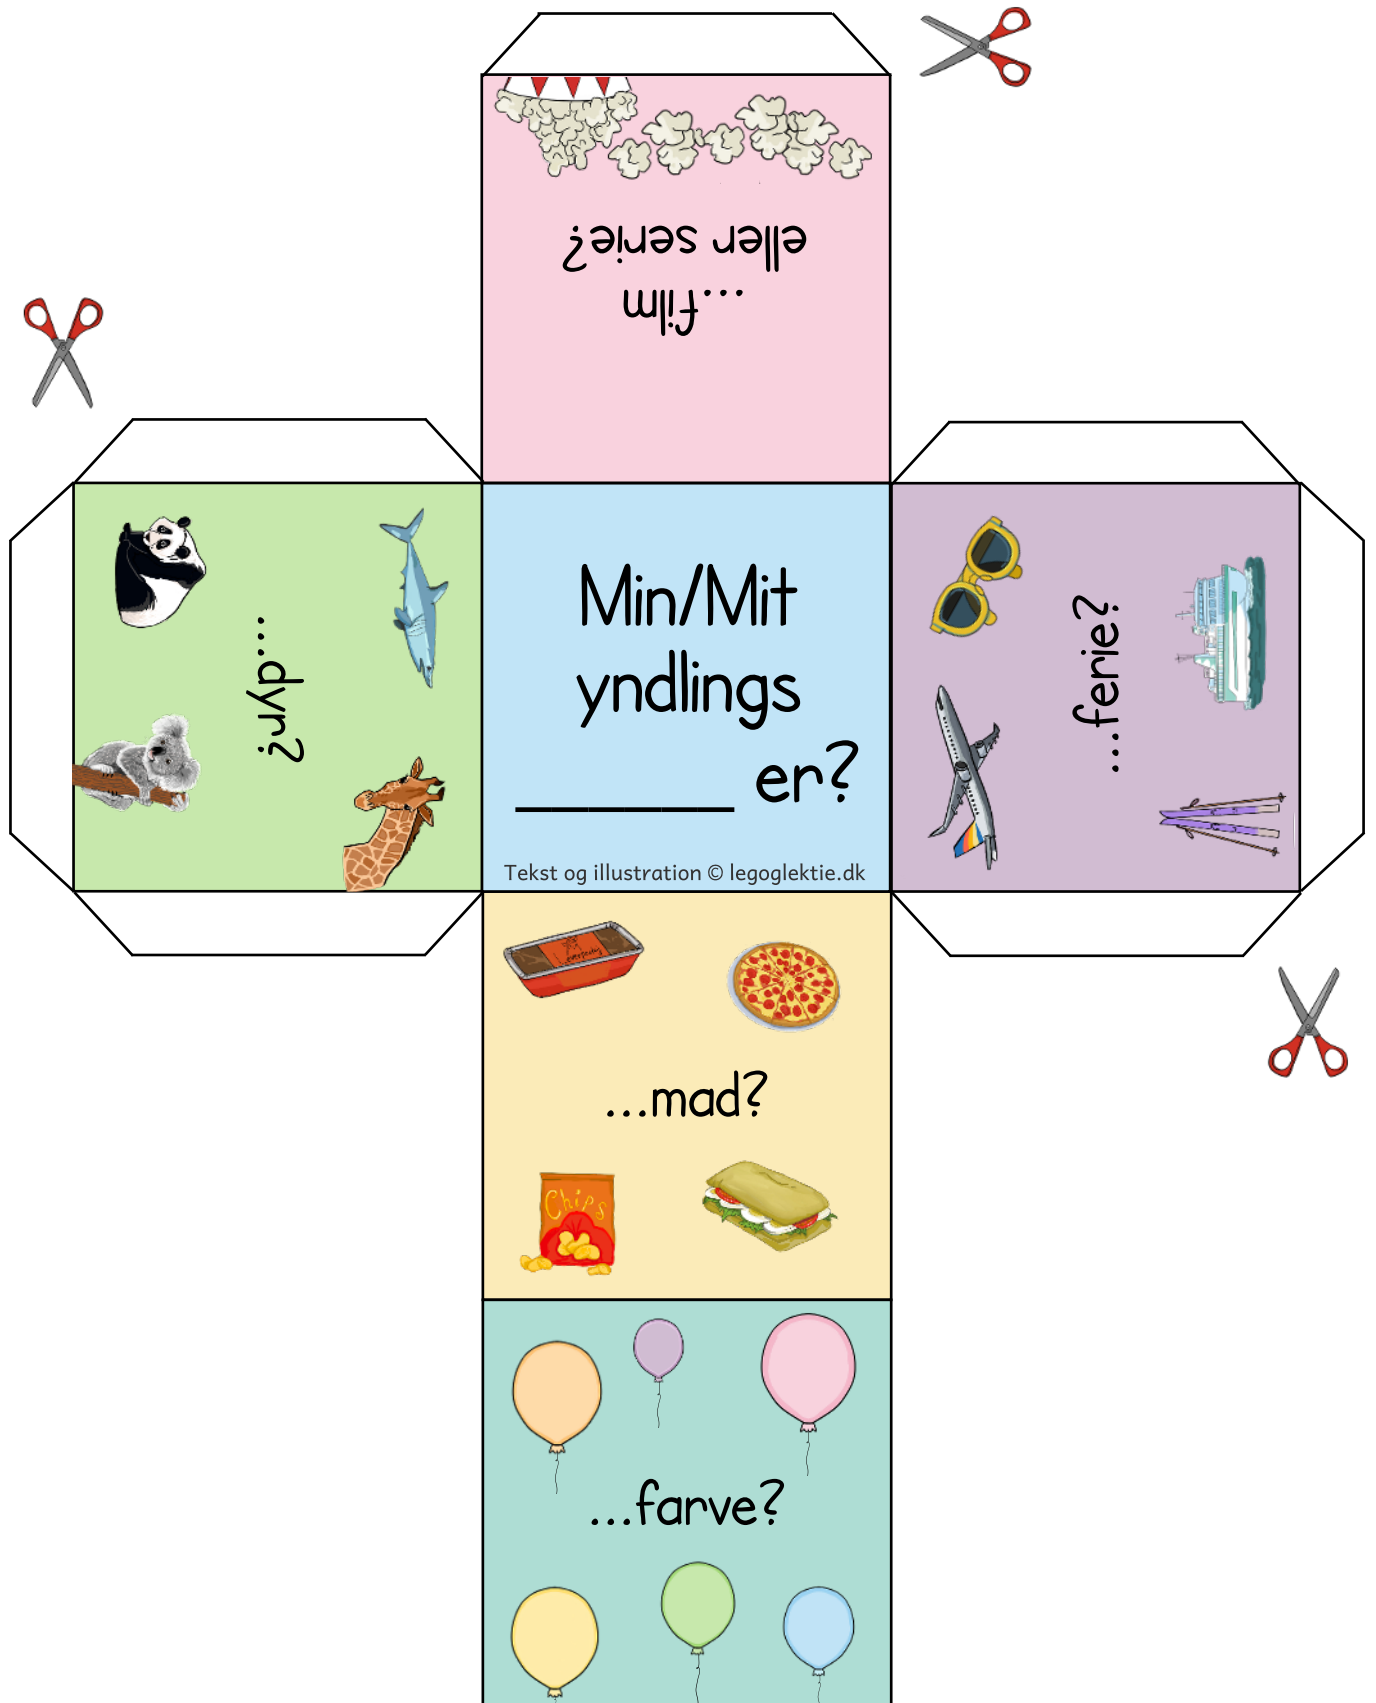 ...film
eller serie?
...dyr?
Min/Mit
yndlings
______ er?
Tekst og illustration © legoglektie.dk
...ferie?
...mad?
Chips
...farve?